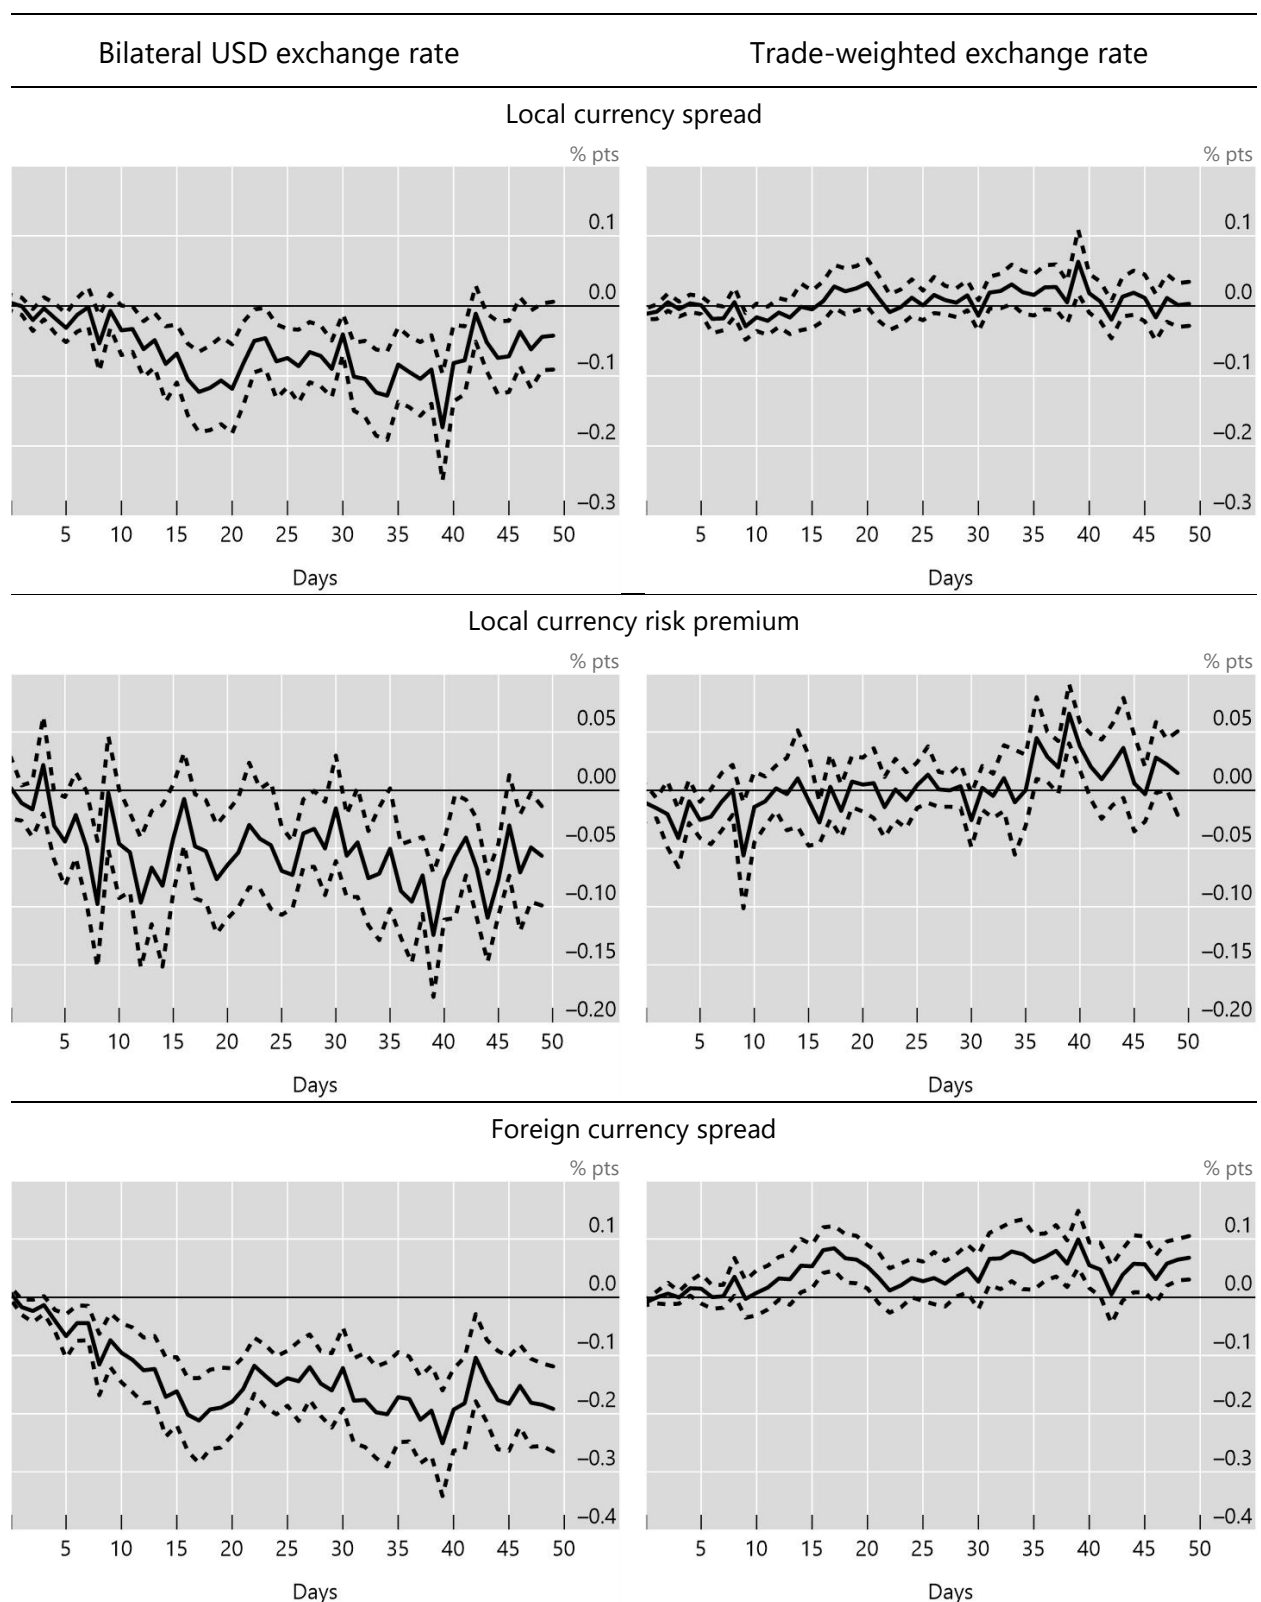 Bilateral USD exchange rate Trade-weighted exchange rate
Local currency spread
% pts % pts
0.1 0.1
0.0 0.0
–0.1 –0.1
–0.2 –0.2
–0.3 –0.3
5 10 15 20 25 30 35 40 45 50 5 10 15 20 25 30 35 40 45 50
Days Days
Local currency risk premium
% pts % pts
0.05 0.05
0.00 0.00
–0.05 –0.05
–0.10 –0.10
–0.15 –0.15
–0.20 –0.20
5 10 15 20 25 30 35 40 45 50 5 10 15 20 25 30 35 40 45 50
Days Days
Foreign currency spread
% pts % pts
0.1 0.1
0.0 0.0
–0.1 –0.1
–0.2 –0.2
–0.3 –0.3
–0.4 –0.4
5 10 15 20 25 30 35 40 45 50 5 10 15 20 25 30 35 40 45 50
Days Days